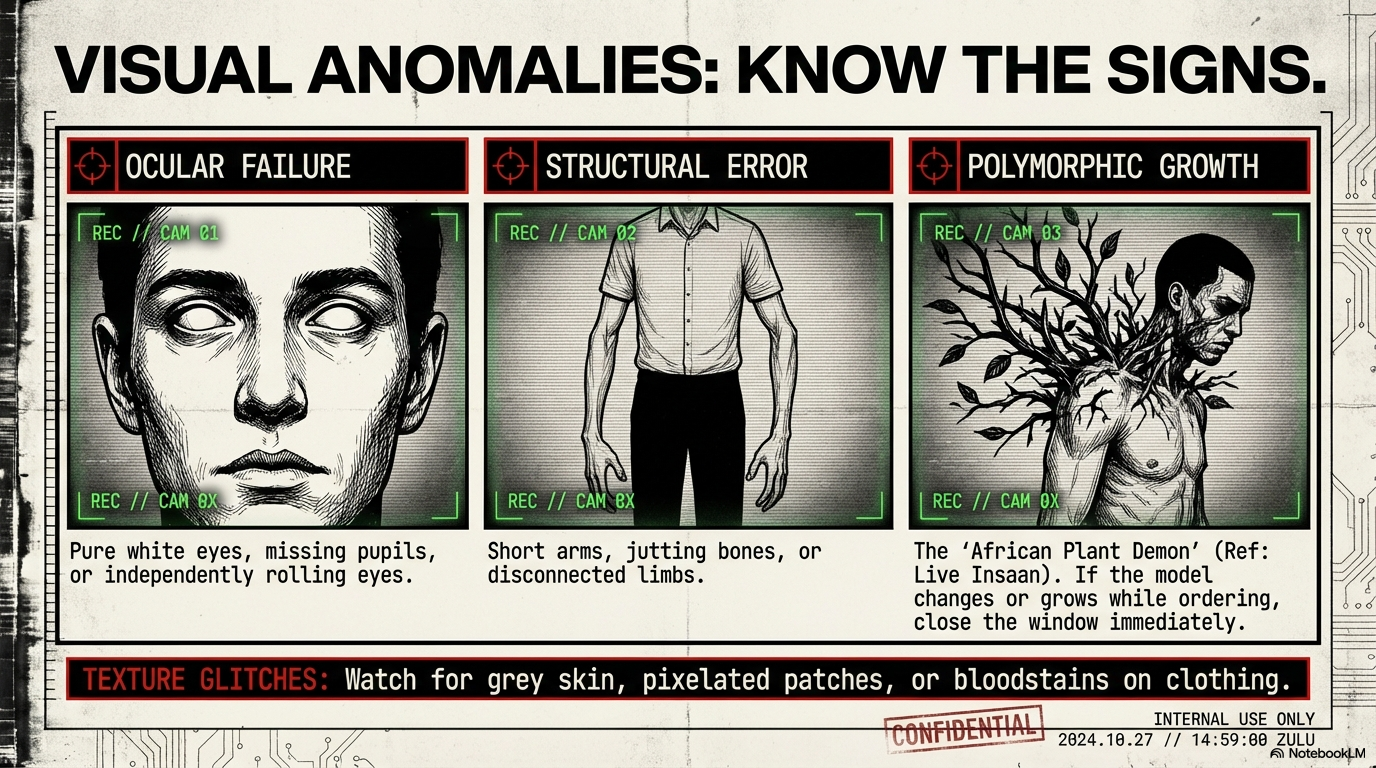 VISUAL ANOMALIES: KNOW THE SIGNS.
OCULAR FAILURE
REC // CAM 01
REC // CAM 0X
Pure white eyes, missing pupils,
or independently rolling eyes.
STRUCTURAL ERROR
REC // CAM 02
REC // CAM 0X
Short arms, jutting bones, or
disconnected limbs.
POLYMORPHIC GROWTH
REC // CAM 03
REC // CAM 0X
The ‘African Plant Demon’ (Ref:
Live Insaan). If the model
changes or grows while ordering,
close the window immediately.
TEXTURE GLITCHES: Watch for grey skin, pixelated patches, or bloodstains on clothing.
CONFIDENTIAL
INTERNAL USE ONLY
2024.10.27 // 14:59:00 ZULU
NotebookLM